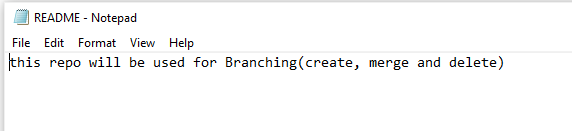 README - Notepad
File Edit Format View Help
this repo will be used for Branching(create, merge and delete)